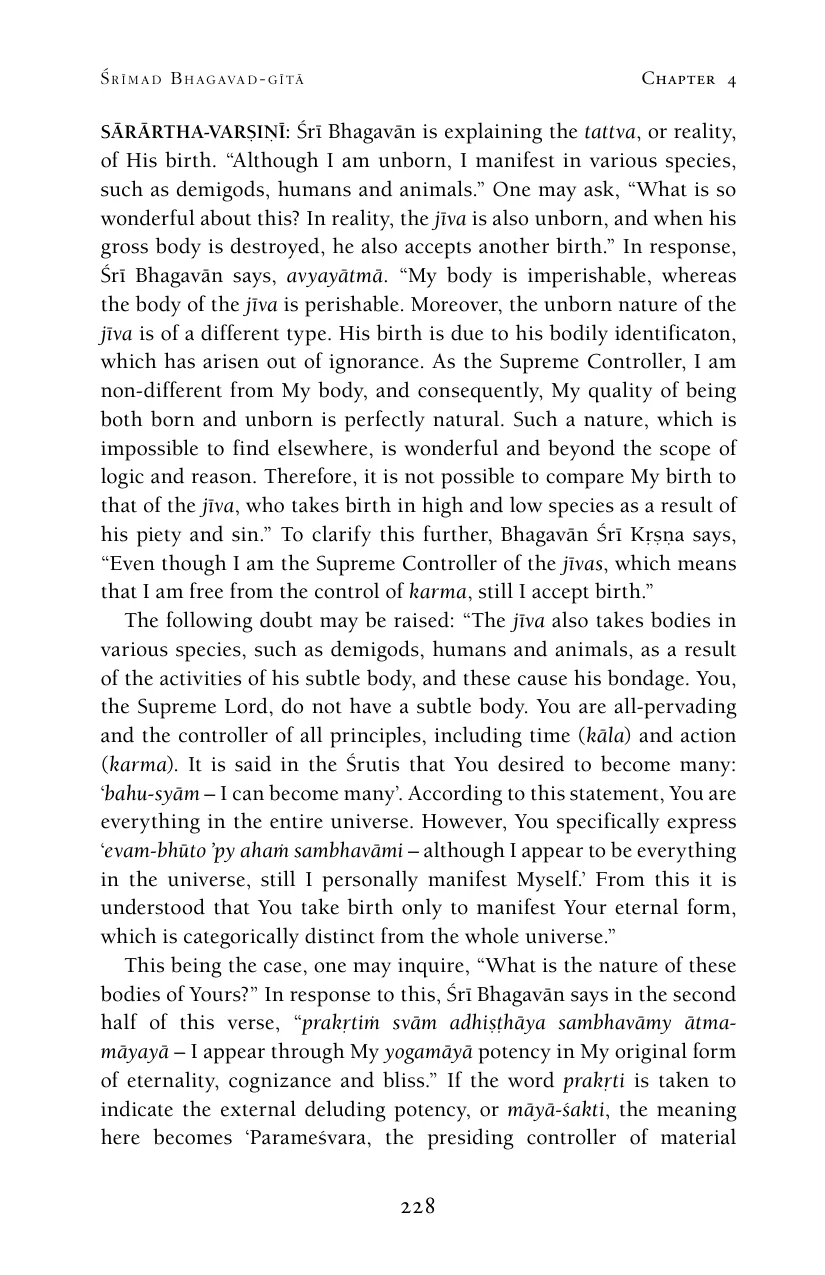 Śrīmad Bhagavad-gītā Chapter 4
SĀRĀRTHA-VARṢIṆĪ: Śrī Bhagavān is explaining the tattva, or reality,
of His birth. “Although I am unborn, I manifest in various species,
such as demigods, humans and animals.” One may ask, “What is so
wonderful about this? In reality, the jīva is also unborn, and when his
gross body is destroyed, he also accepts another birth.” In response,
Śrī Bhagavān says, avyayātmā. “My body is imperishable, whereas
the body of the jīva is perishable. Moreover, the unborn nature of the
jīva is of a different type. His birth is due to his bodily identificaton,
which has arisen out of ignorance. As the Supreme Controller, I am
non-different from My body, and consequently, My quality of being
both born and unborn is perfectly natural. Such a nature, which is
impossible to find elsewhere, is wonderful and beyond the scope of
logic and reason. Therefore, it is not possible to compare My birth to
that of the jīva, who takes birth in high and low species as a result of
his piety and sin.” To clarify this further, Bhagavān Śrī Kṛṣṇa says,
“Even though I am the Supreme Controller of the jīvas, which means
that I am free from the control of karma, still I accept birth.”
The following doubt may be raised: “The jīva also takes bodies in
various species, such as demigods, humans and animals, as a result
of the activities of his subtle body, and these cause his bondage. You,
the Supreme Lord, do not have a subtle body. You are all-pervading
and the controller of all principles, including time (kāla) and action
(karma). It is said in the Śrutis that You desired to become many:
‘bahu-syām – I can become many’. According to this statement, You are
everything in the entire universe. However, You specifically express
‘evam-bhūto ’py ahaṁ sambhavāmi – although I appear to be everything
in the universe, still I personally manifest Myself.’ From this it is
understood that You take birth only to manifest Your eternal form,
which is categorically distinct from the whole universe.”
This being the case, one may inquire, “What is the nature of these
bodies of Yours?” In response to this, Śrī Bhagavān says in the second
half of this verse, “prakṛtiṁ svām adhiṣṭhāya sambhavāmy ātma-
māyayā – I appear through My yogamāyā potency in My original form
of eternality, cognizance and bliss.” If the word prakṛti is taken to
indicate the external deluding potency, or māyā-śakti, the meaning
here becomes ‘Parameśvara, the presiding controller of material
228